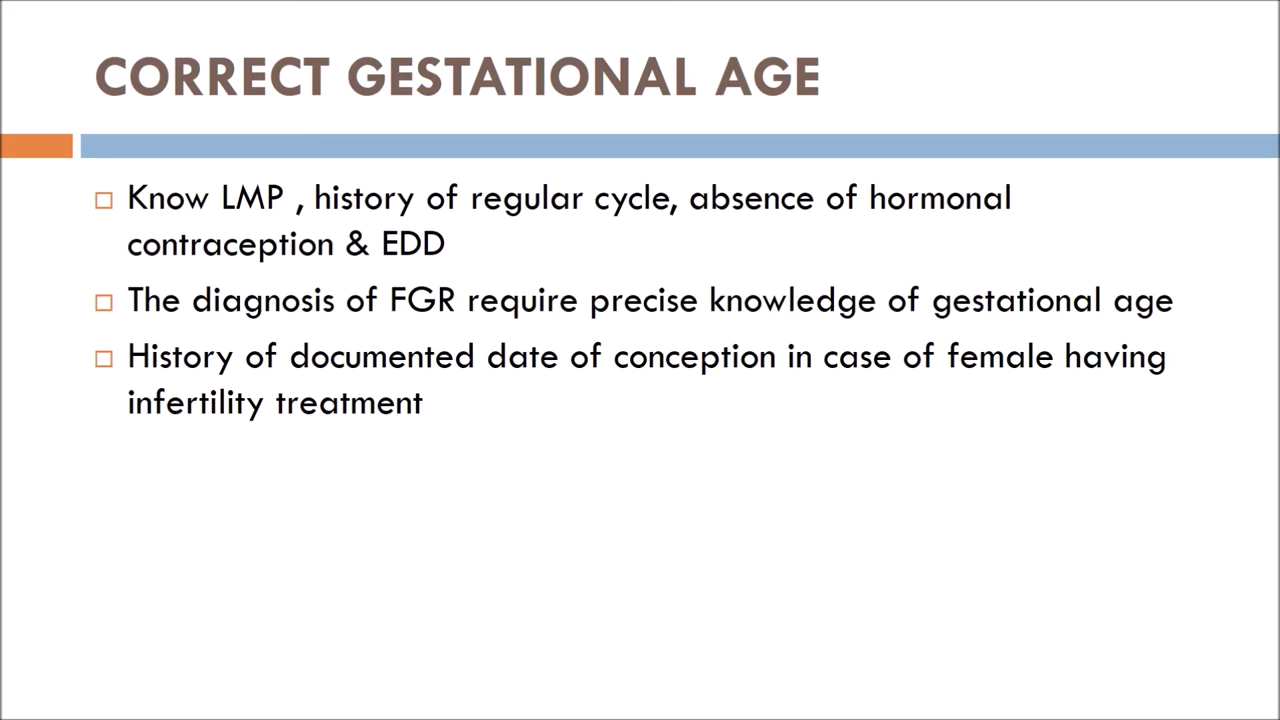 CORRECT GESTATIONAL AGE
Know LMP , history of regular cycle, absence of hormonal
contraception & EDD
The diagnosis of FGR require precise knowledge of gestational age
History of documented date of conception in case of female having
infertility treatment